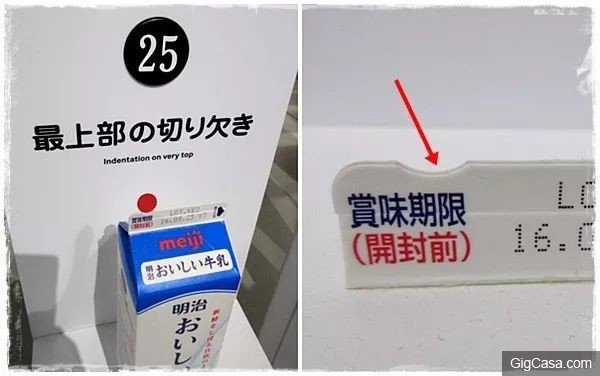 25
最上部の切り欠き
Indentation on very top
賞味期限
(開封前)
meiji
明治おいしい牛乳
明治
おいし
賞味期限
(開封前)
16.0
GigCasa.com